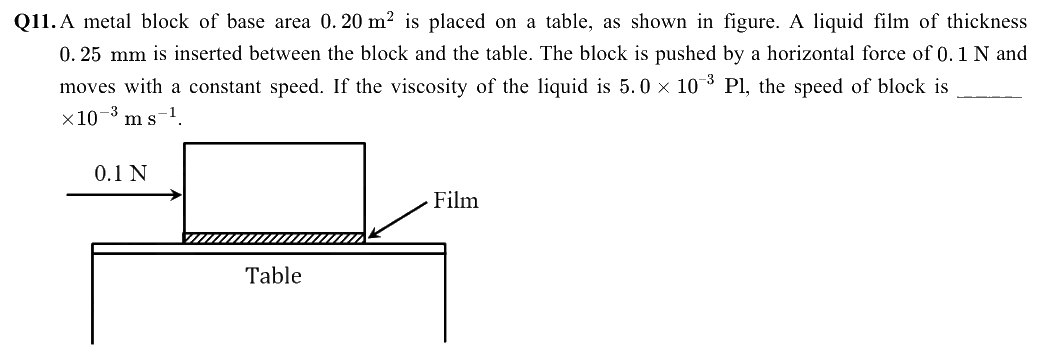 Q11. A metal block of base area 0.20 m² is placed on a table, as shown in figure. A liquid film of thickness
0.25 mm is inserted between the block and the table. The block is pushed by a horizontal force of 0.1 N and
moves with a constant speed. If the viscosity of the liquid is 5.0 × 10⁻³ Pl, the speed of block is ______
×10⁻³ m s⁻¹.
0.1 N
Film
Table